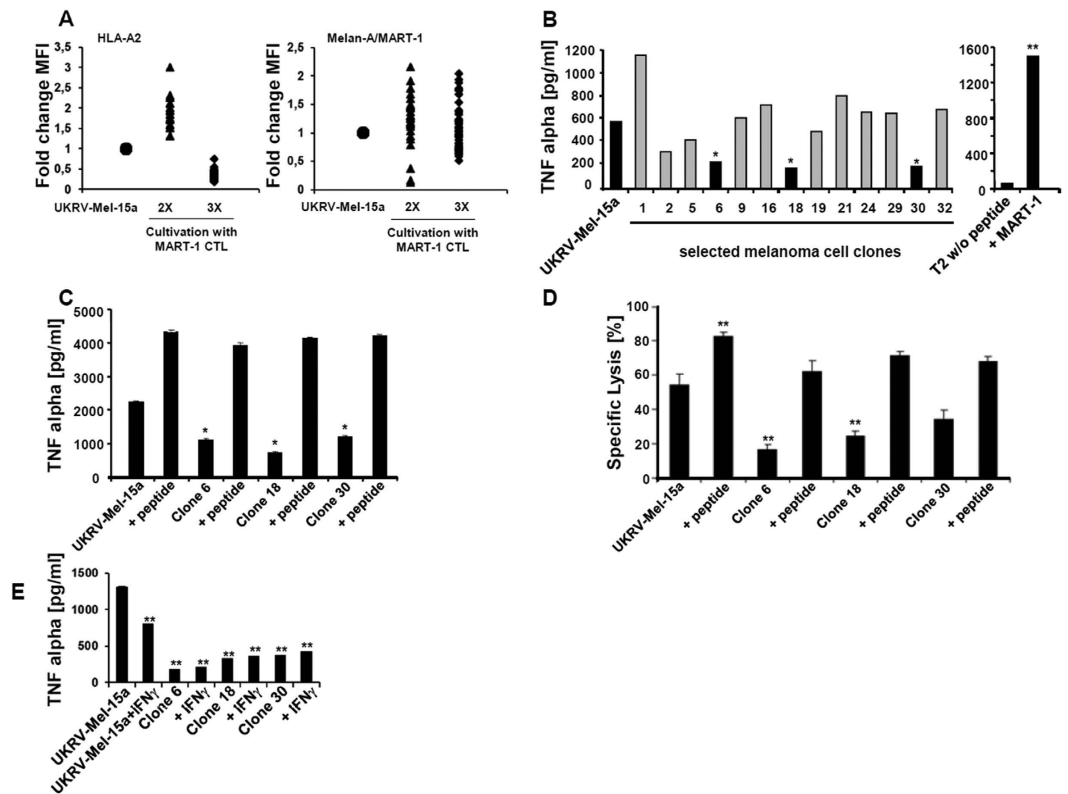 A
HLA-A2
Fold change MFI
3,5
3
2,5
2
1,5
1
0,5
0
UKRV-Mel-15a
2X
3X
Cultivation with
MART-1 CTL
Melan-A/MART-1
Fold change MFI
2,5
2
1,5
1
0,5
0
UKRV-Mel-15a
2X
3X
Cultivation with
MART-1 CTL
B
TNF alpha [pg/ml]
1200
1000
800
600
400
200
0
* * *
UKRV-Mel-15a
1 2 5 6 9 16 18 19 21 24 29 30 32
selected melanoma cell clones
1600
1200
800
400
0
**
T2 w/o peptide
+ MART-1
C
TNF alpha [pg/ml]
5000
4000
3000
2000
1000
0
* * *
UKRV-Mel-15a
+ peptide
Clone 6
+ peptide
Clone 18
+ peptide
Clone 30
+ peptide
D
Specific Lysis [%]
100
80
60
40
20
0
** ** **
UKRV-Mel-15a
+ peptide
Clone 6
+ peptide
Clone 18
+ peptide
Clone 30
+ peptide
E
TNF alpha [pg/ml]
1500
1000
500
0
** ** ** ** ** ** **
UKRV-Mel-15a
UKRV-Mel-15a+IFNγ
Clone 6
+ IFNγ
Clone 18
+ IFNγ
Clone 30
+ IFNγ